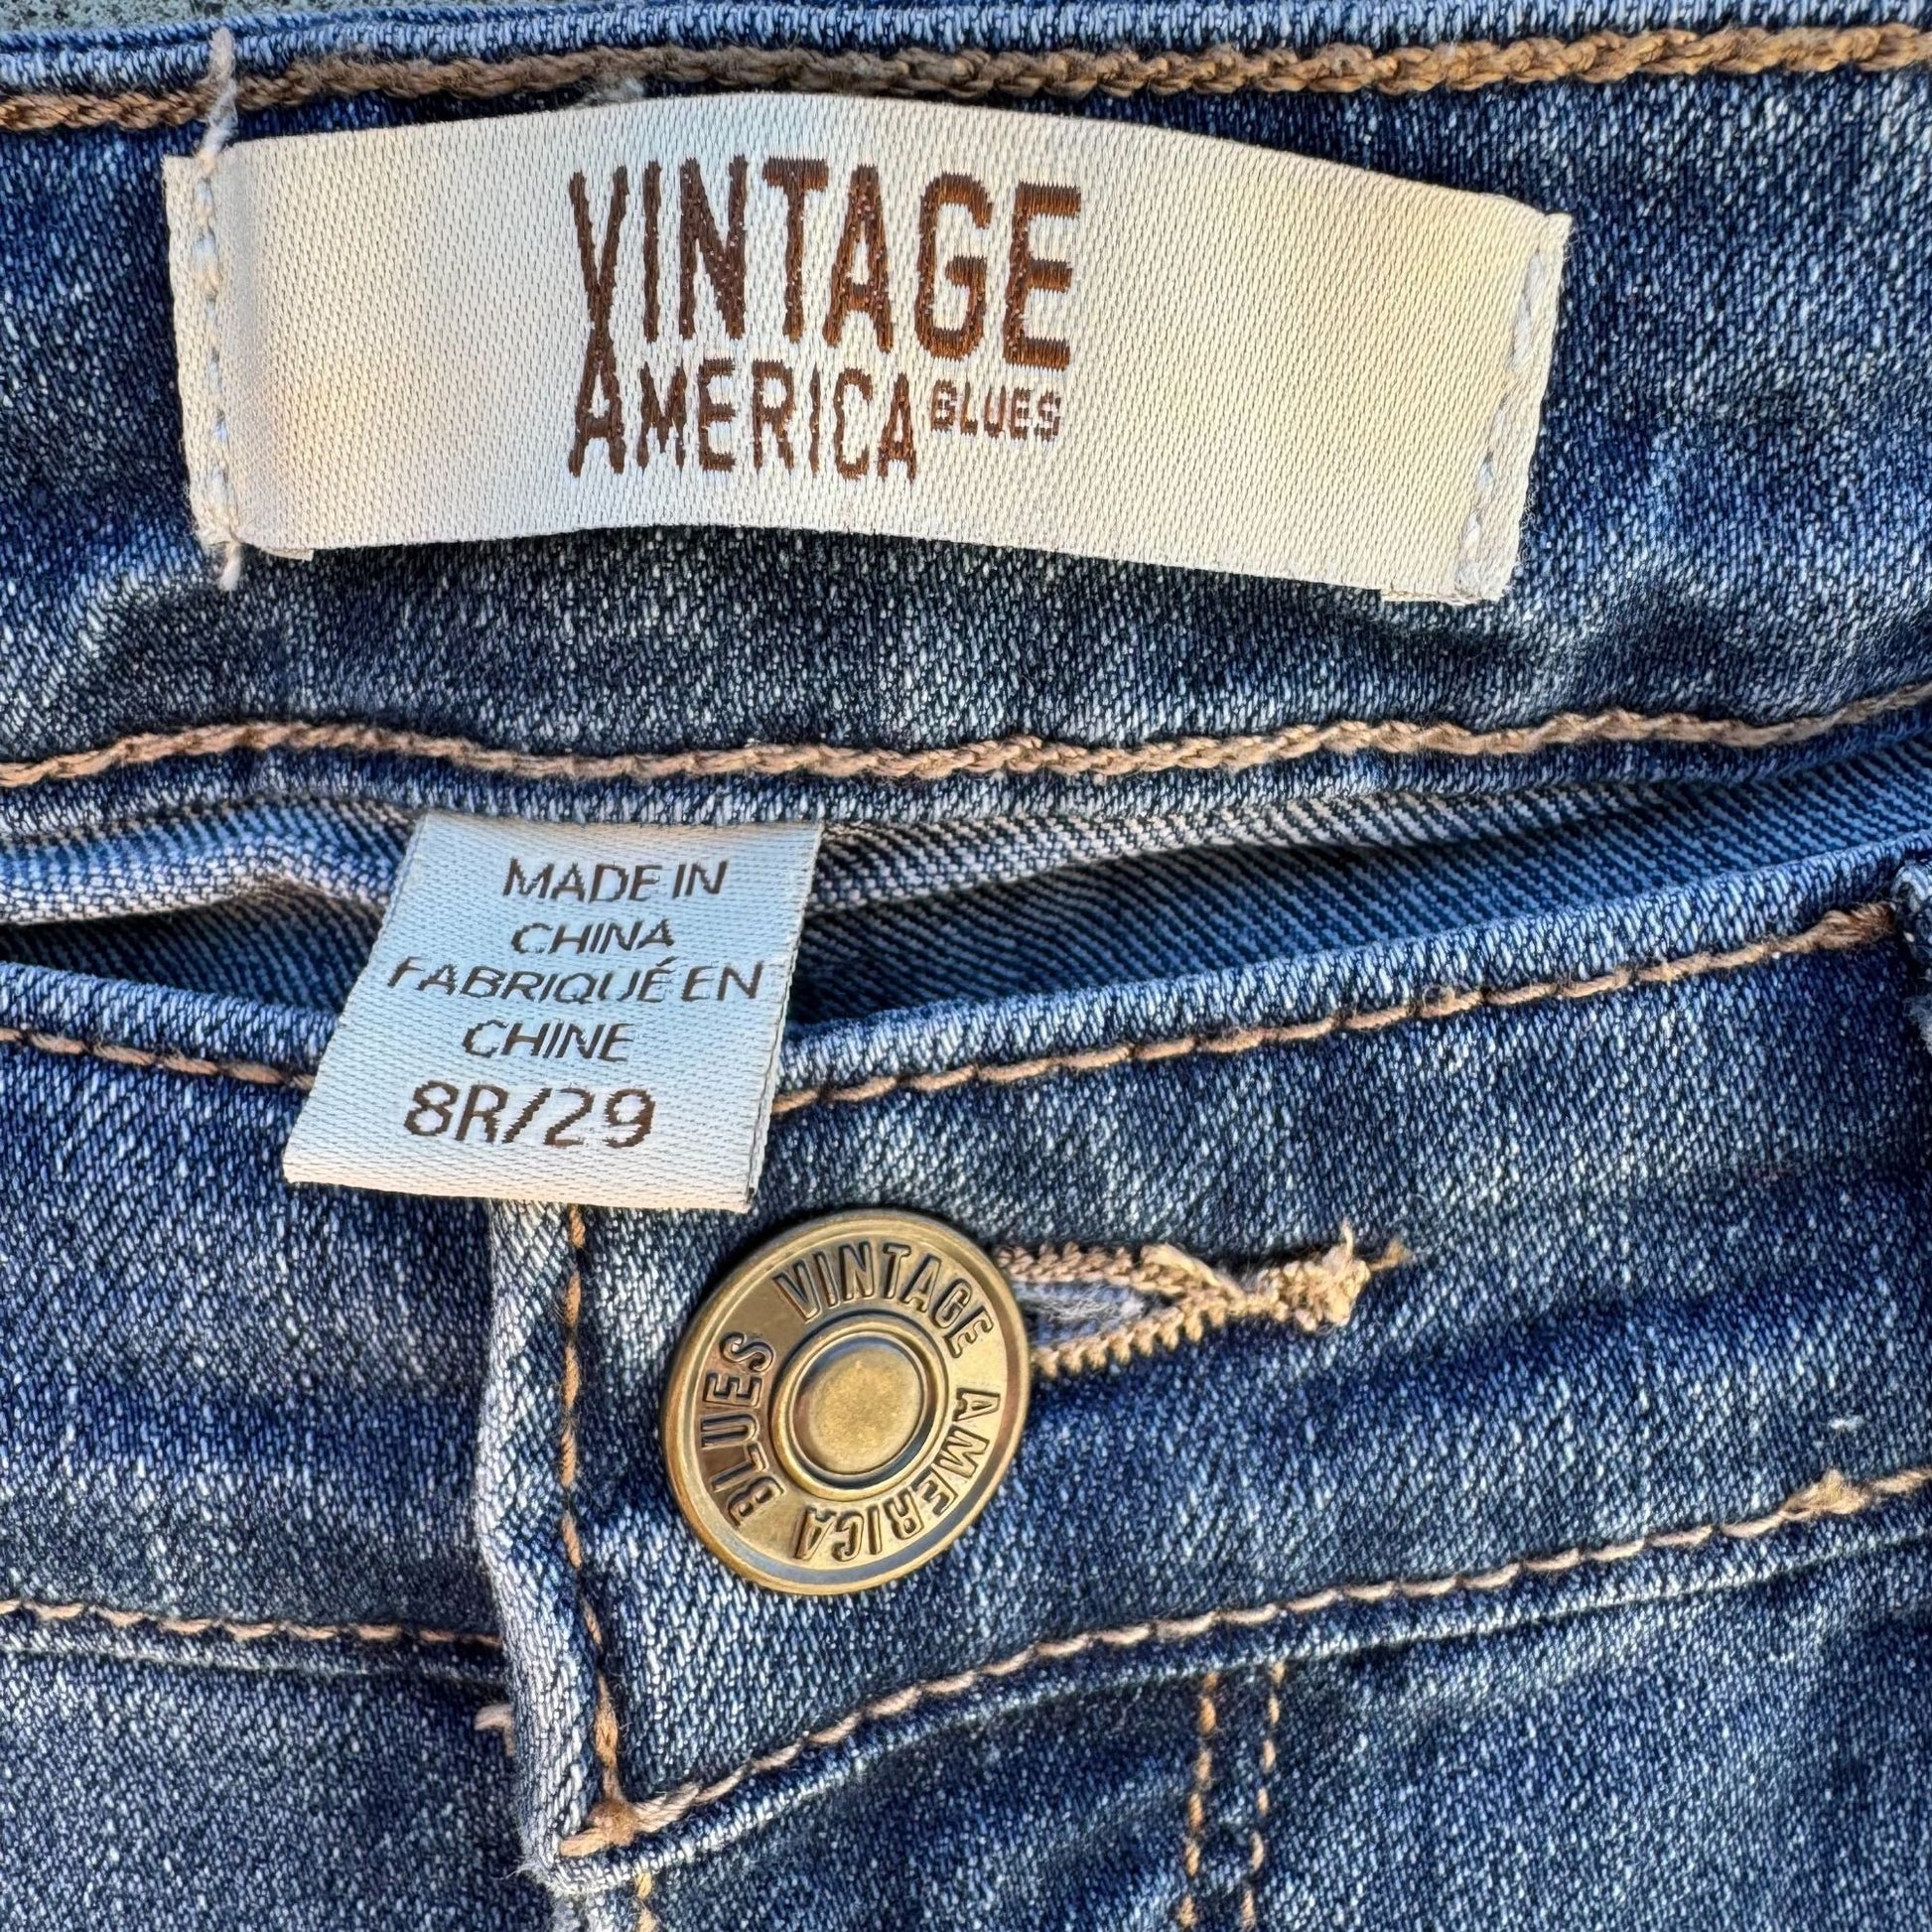 VINTAGE
AMERICA BLUES
MADE IN
CHINA
FABRIQUÉ EN
CHINE
8R/29
VINTAGE AMERICA BLUES